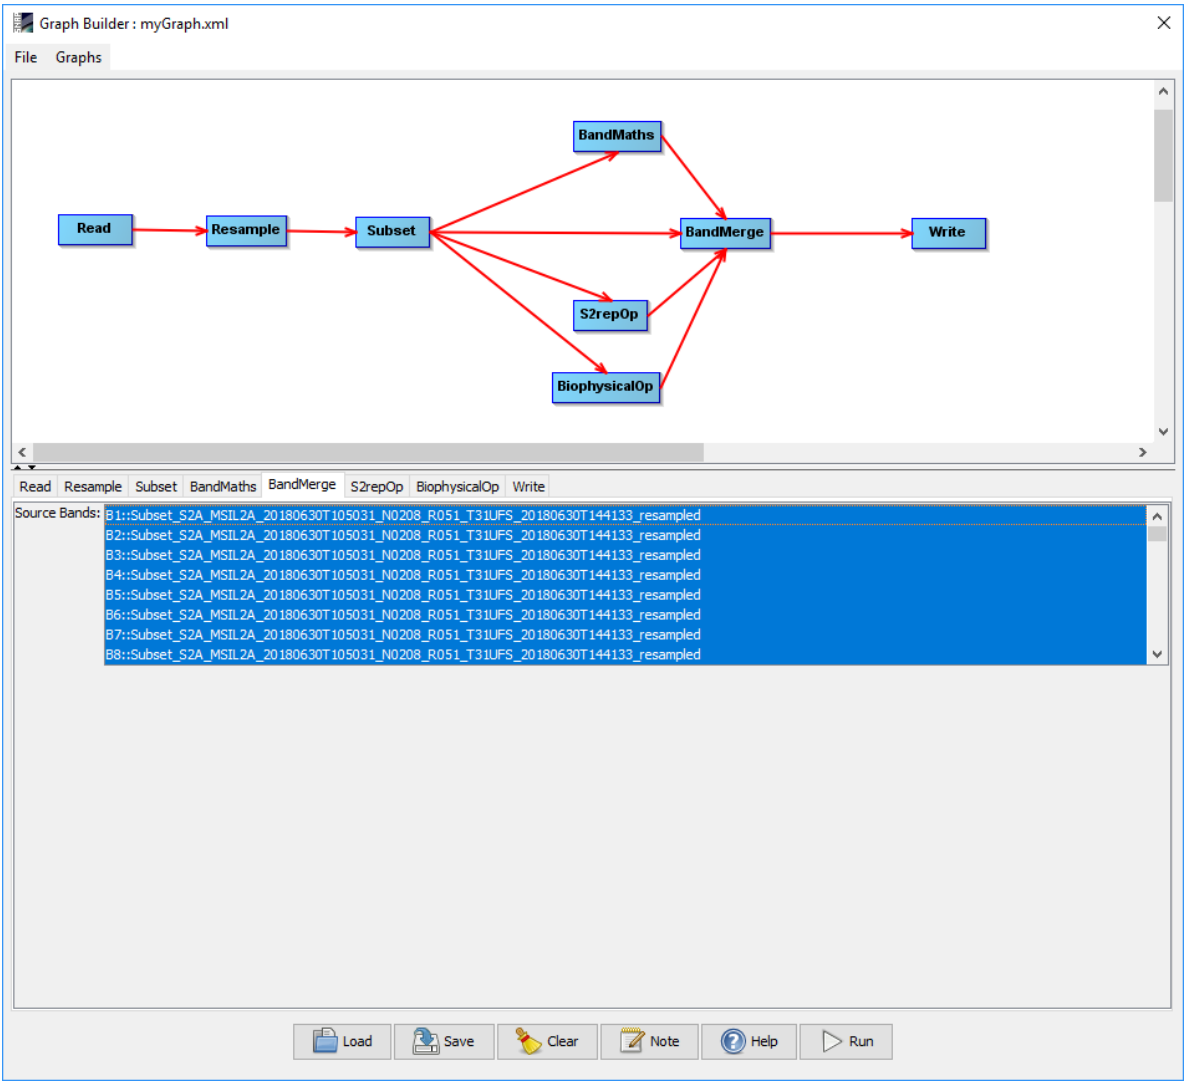 Graph Builder : myGraph.xml
File Graphs
BandMaths
Read Resample Subset BandMerge Write
S2repOp
BiophysicalOp
Read Resample Subset BandMaths BandMerge S2repOp BiophysicalOp Write
Source Bands: B1::Subset_S2A_MSIL2A_20180630T105031_N0208_R051_T31UFS_20180630T144133_resampled
B2::Subset_S2A_MSIL2A_20180630T105031_N0208_R051_T31UFS_20180630T144133_resampled
B3::Subset_S2A_MSIL2A_20180630T105031_N0208_R051_T31UFS_20180630T144133_resampled
B4::Subset_S2A_MSIL2A_20180630T105031_N0208_R051_T31UFS_20180630T144133_resampled
B5::Subset_S2A_MSIL2A_20180630T105031_N0208_R051_T31UFS_20180630T144133_resampled
B6::Subset_S2A_MSIL2A_20180630T105031_N0208_R051_T31UFS_20180630T144133_resampled
B7::Subset_S2A_MSIL2A_20180630T105031_N0208_R051_T31UFS_20180630T144133_resampled
B8::Subset_S2A_MSIL2A_20180630T105031_N0208_R051_T31UFS_20180630T144133_resampled
Load Save Clear Note Help Run